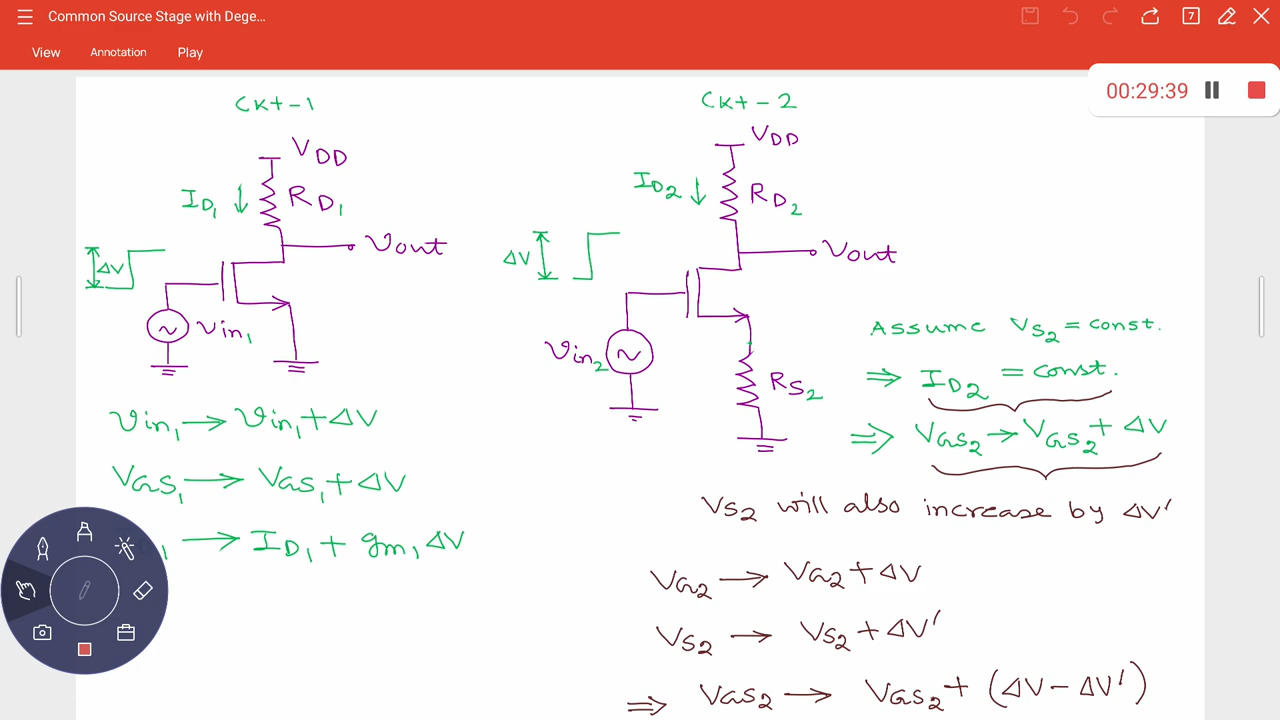 Common Source Stage with Dege...
7
View Annotation Play
00:29:39
CKt-1
VDD
ID1 ↓ RD1
Vout
ΔV
Vin1
Vin1 → Vin1 + ΔV
VGS1 → VGS1 + ΔV
1 → ID1 + gm1 ΔV
CKt-2
VDD
ID2 ↓ RD2
Vout
ΔV
Vin2
RS2
Assume VS2 = const.
⇒ ID2 = const.
⇒ VGS2 → VGS2 + ΔV
VS2 will also increase by ΔV'
VG2 → VG2 + ΔV
VS2 → VS2 + ΔV'
⇒ VGS2 → VGS2 + (ΔV - ΔV')